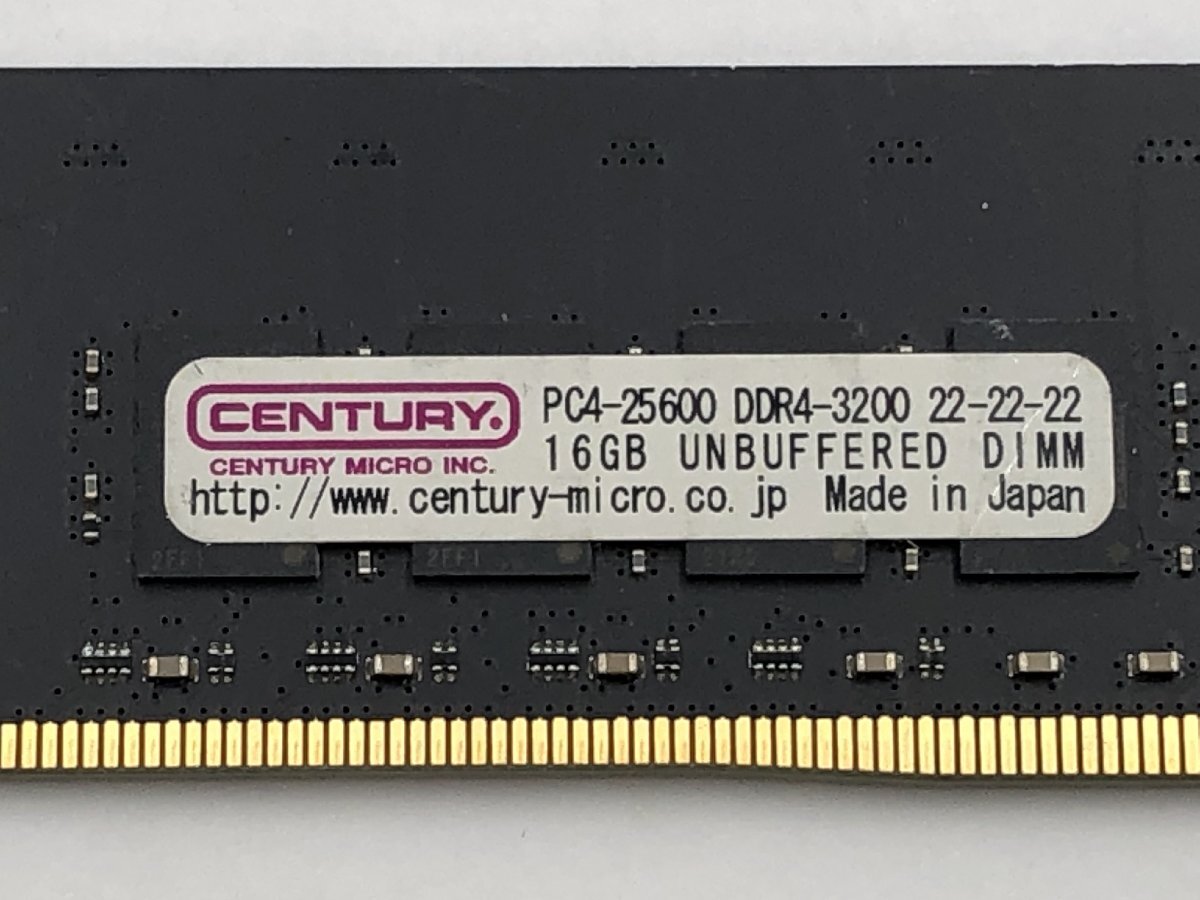 CENTURY. PC4-25600 DDR4-3200 22-22-22
CENTURY MICRO INC. 16GB UNBUFFERED DIMM
http://www.century-micro.co.jp Made in Japan